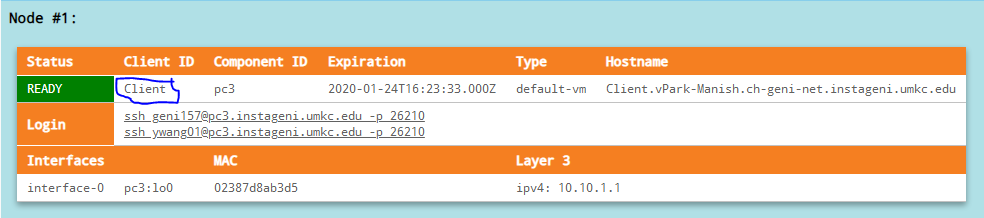 Node #1:
Status Client ID Component ID Expiration Type Hostname
READY Client pc3 2020-01-24T16:23:33.000Z default-vm Client.vPark-Manish.ch-geni-net.instageni.umkc.edu
Login ssh geni157@pc3.instageni.umkc.edu -p 26210
ssh ywang01@pc3.instageni.umkc.edu -p 26210
Interfaces MAC Layer 3
interface-0 pc3:lo0 02387d8ab3d5 ipv4: 10.10.1.1